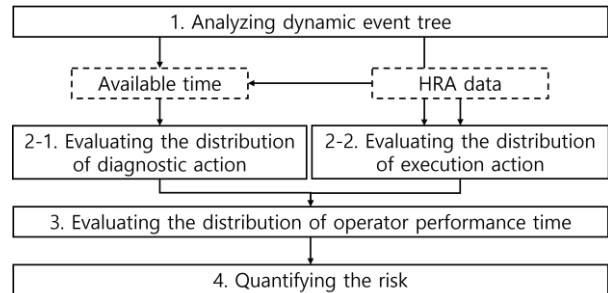 1. Analyzing dynamic event tree
Available time
HRA data
2-1. Evaluating the distribution
of diagnostic action
2-2. Evaluating the distribution
of execution action
3. Evaluating the distribution of operator performance time
4. Quantifying the risk